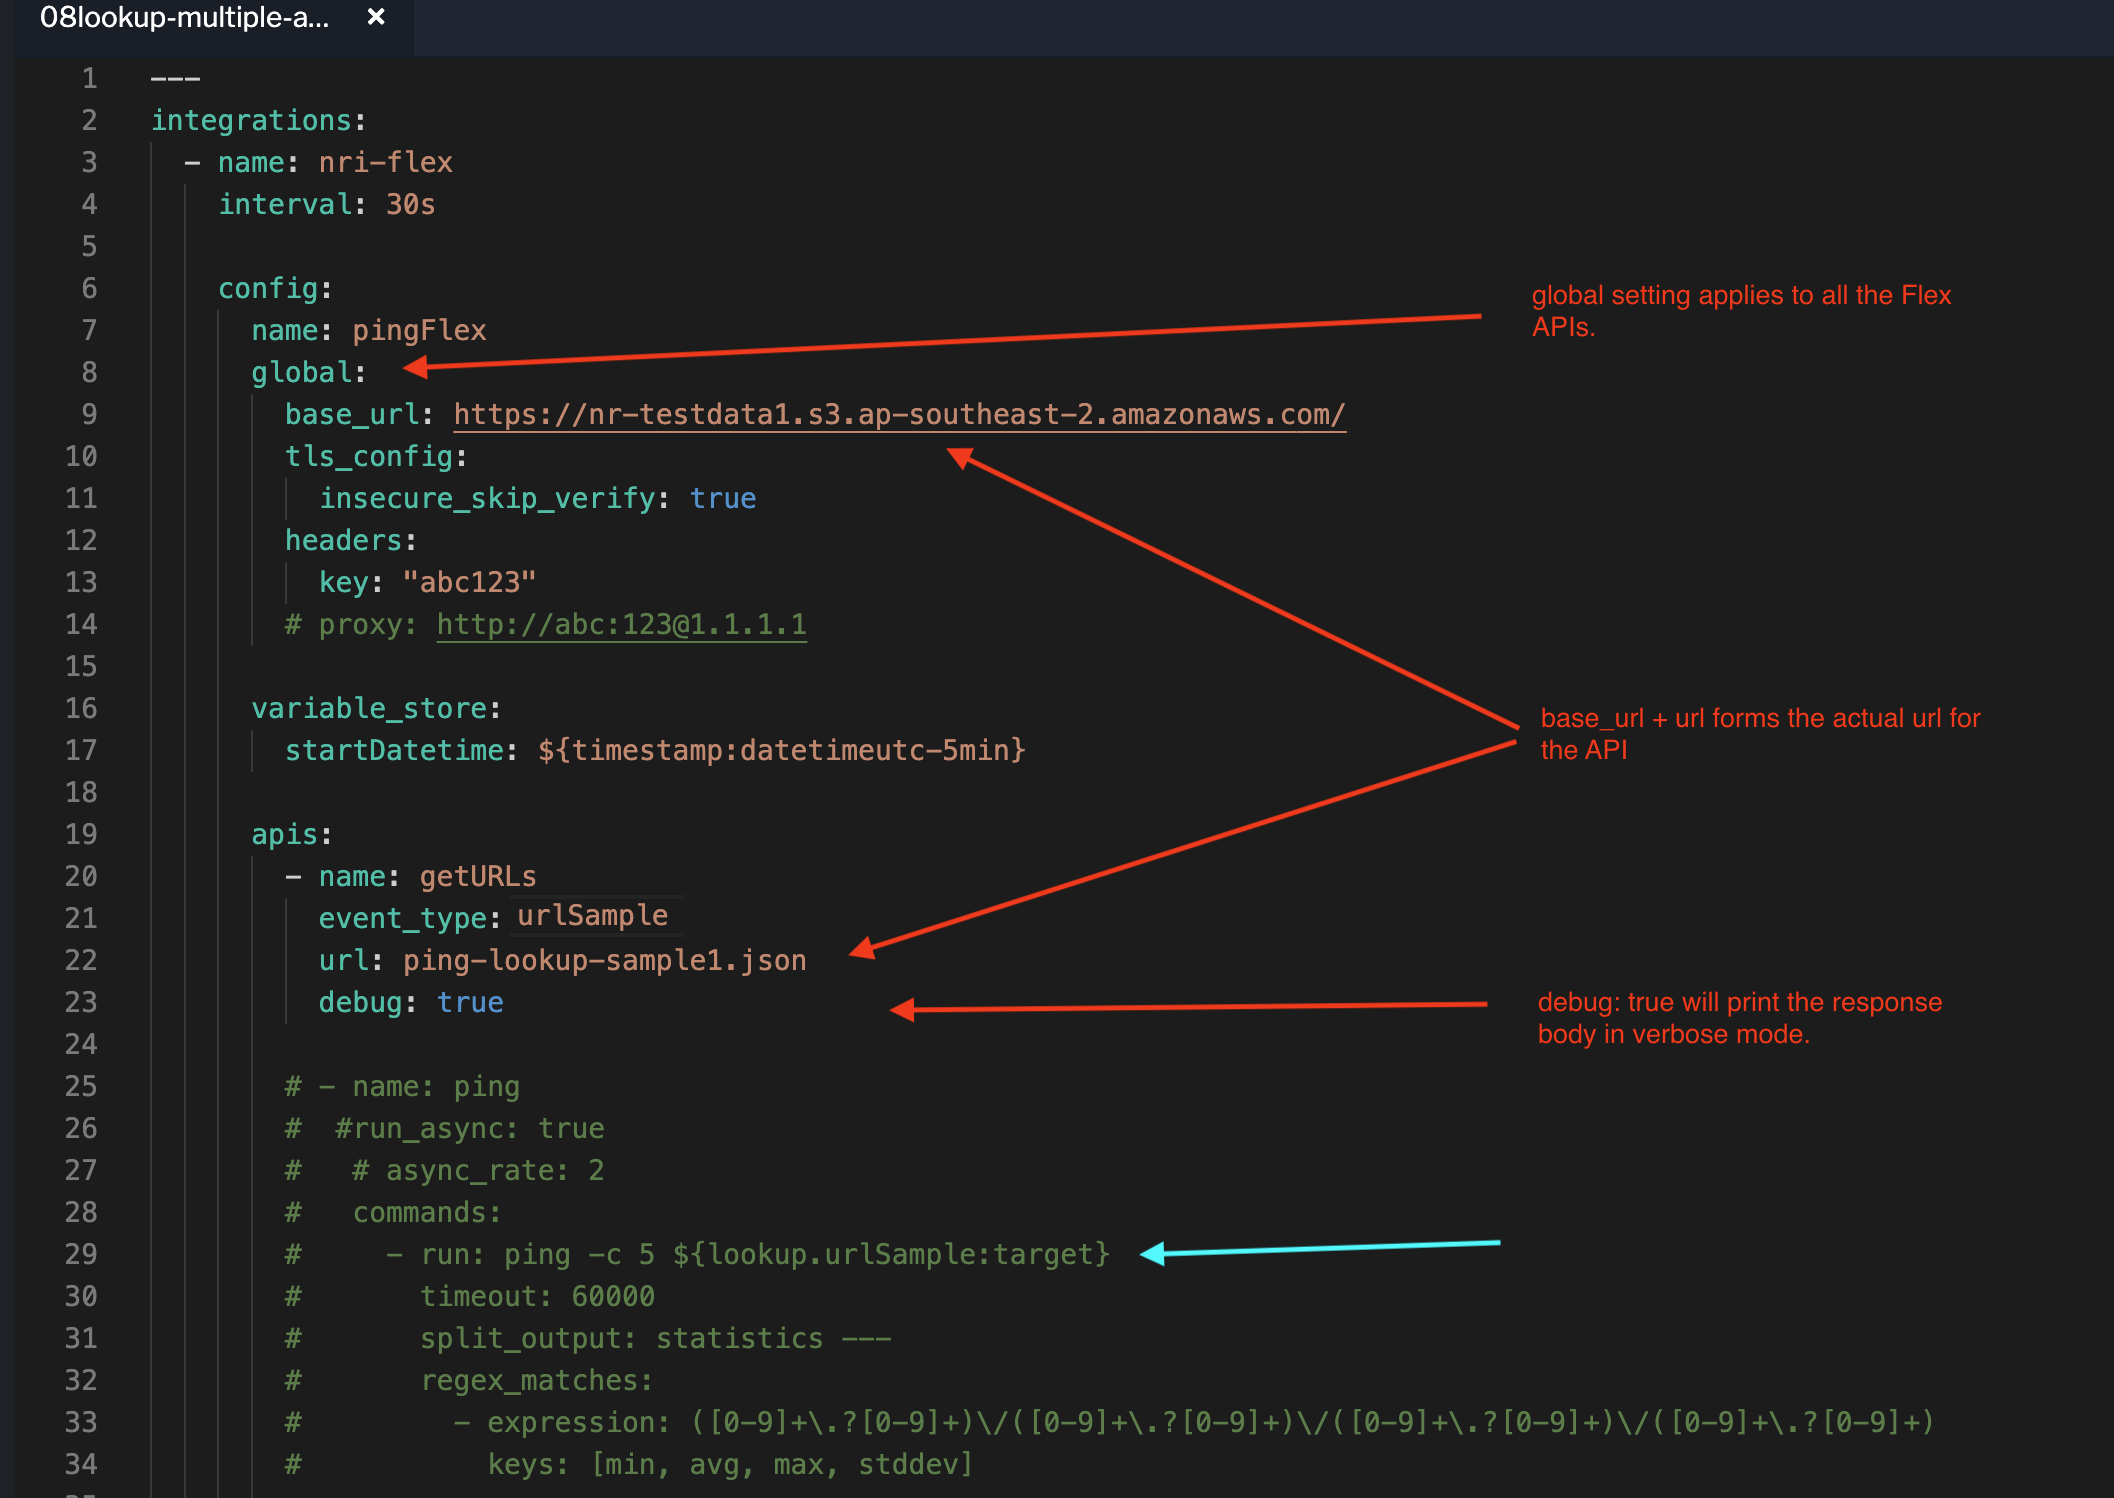 08lookup-multiple-a... ×
1 ---
2 integrations:
3   - name: nri-flex
4     interval: 30s
5
6     config:
7       name: pingFlex
8       global:
9         base_url: https://nr-testdata1.s3.ap-southeast-2.amazonaws.com/
10         tls_config:
11           insecure_skip_verify: true
12         headers:
13           key: "abc123"
14         # proxy: http://abc:123@1.1.1.1
15
16       variable_store:
17         startDatetime: ${timestamp:datetimeutc-5min}
18
19       apis:
20         - name: getURLs
21           event_type: urlSample
22           url: ping-lookup-sample1.json
23           debug: true
24
25         # - name: ping
26         #  #run_async: true
27         #   # async_rate: 2
28         #   commands:
29         #     - run: ping -c 5 ${lookup.urlSample:target}
30         #       timeout: 60000
31         #       split_output: statistics ---
32         #       regex_matches:
33         #         - expression: ([0-9]+\.?[0-9]+)\/([0-9]+\.?[0-9]+)\/([0-9]+\.?[0-9]+)\/([0-9]+\.?[0-9]+)
34         #           keys: [min, avg, max, stddev]
global setting applies to all the Flex
APIs.
base_url + url forms the actual url for
the API
debug: true will print the response
body in verbose mode.